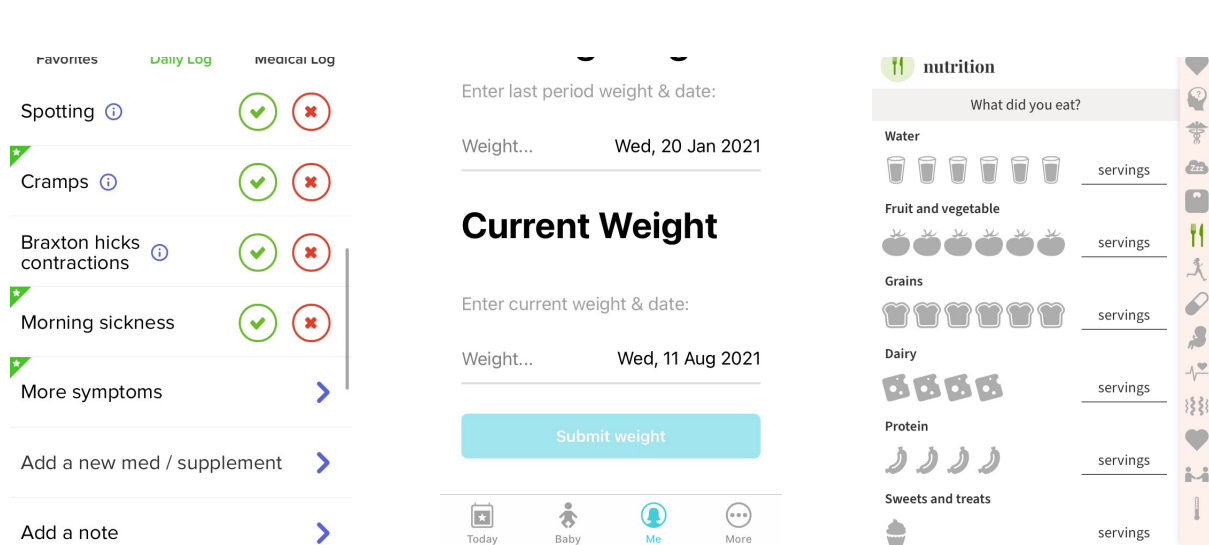 Favorites
Daily Log
Medical Log
Spotting
Cramps
Braxton hicks
contractions
Morning sickness
More symptoms
Add a new med / supplement
Add a note
Enter last period weight & date:
Weight... Wed, 20 Jan 2021
Current Weight
Enter current weight & date:
Weight... Wed, 11 Aug 2021
Submit weight
Today
Baby
Me
More
nutrition
What did you eat?
Water
servings
Fruit and vegetable
servings
Grains
servings
Dairy
servings
Protein
servings
Sweets and treats
servings
Zzz